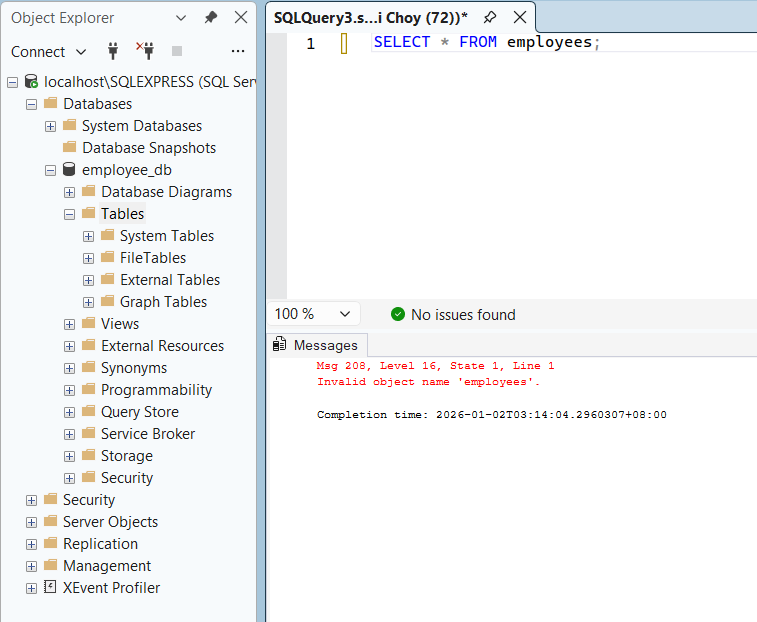 Object Explorer
Connect
localhost\SQLEXPRESS (SQL Ser
Databases
System Databases
Database Snapshots
employee_db
Database Diagrams
Tables
System Tables
FileTables
External Tables
Graph Tables
Views
External Resources
Synonyms
Programmability
Query Store
Service Broker
Storage
Security
Security
Server Objects
Replication
Management
XEvent Profiler
SQLQuery3.s...i Choy (72))*
1 SELECT * FROM employees;
100 %
No issues found
Messages
Msg 208, Level 16, State 1, Line 1
Invalid object name 'employees'.
Completion time: 2026-01-02T03:14:04.2960307+08:00